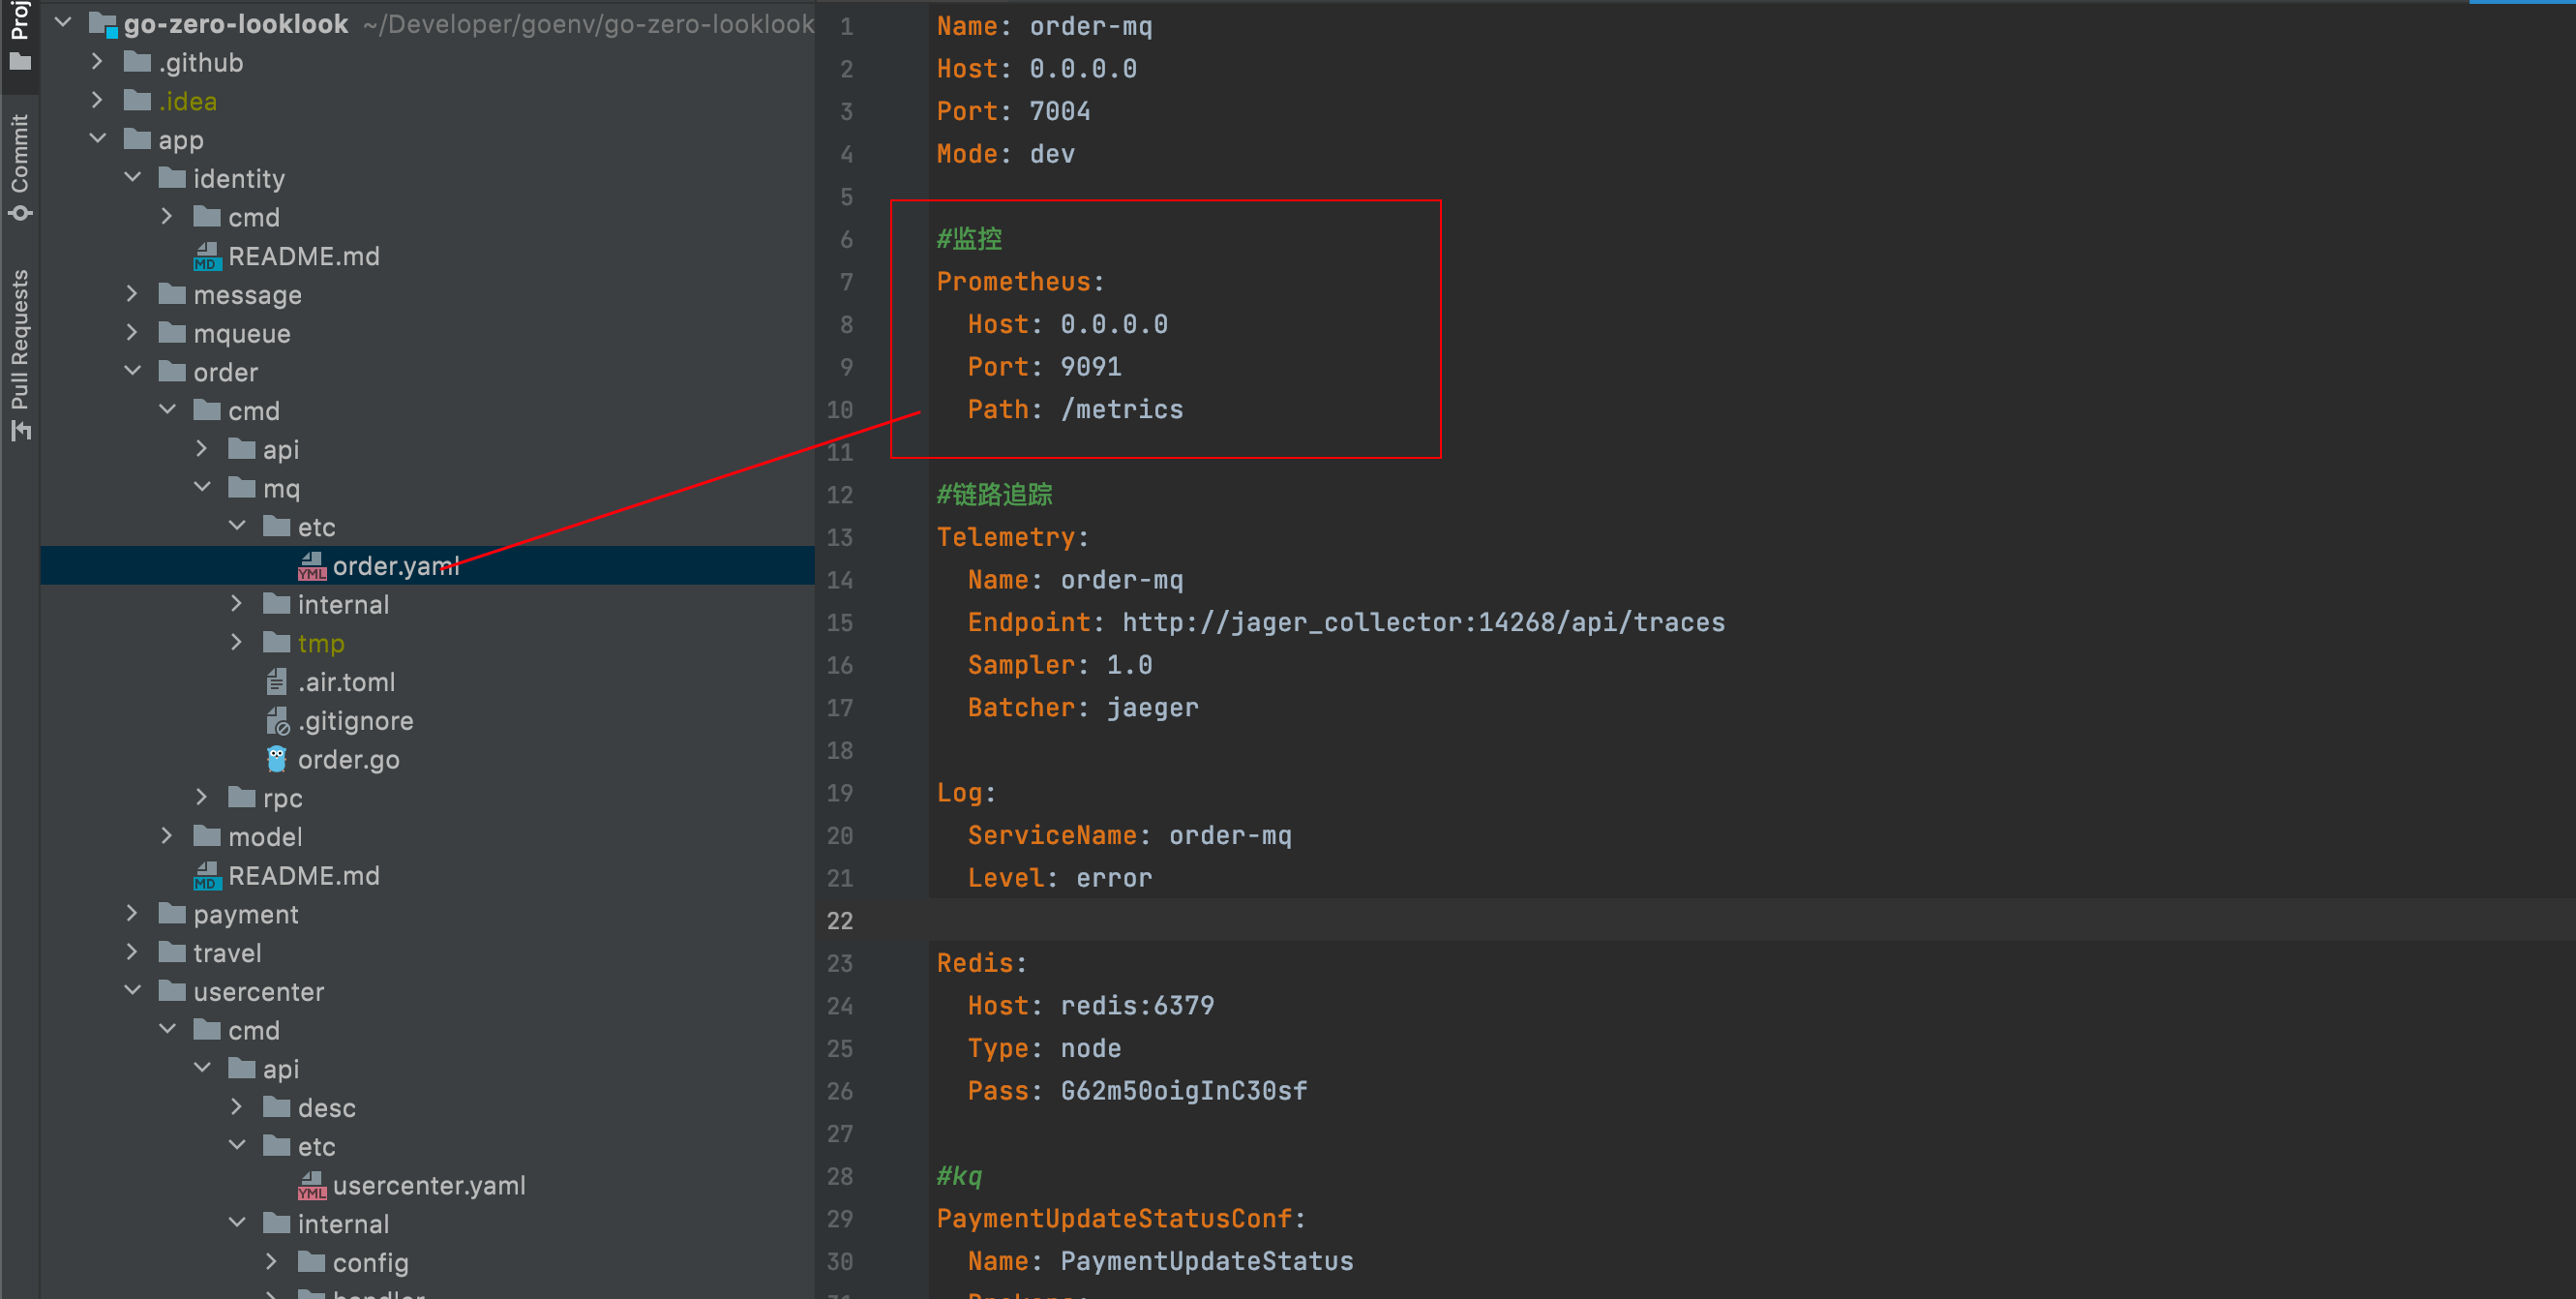 Proj
Commit
Pull Requests
go-zero-looklook ~/Developer/goenv/go-zero-looklook
.github
.idea
app
identity
cmd
README.md
message
mqueue
order
cmd
api
mq
etc
order.yaml
internal
tmp
.air.toml
.gitignore
order.go
rpc
model
README.md
payment
travel
usercenter
cmd
api
desc
etc
usercenter.yaml
internal
config
handler
1 Name: order-mq
2 Host: 0.0.0.0
3 Port: 7004
4 Mode: dev
5
6 #监控
7 Prometheus:
8 Host: 0.0.0.0
9 Port: 9091
10 Path: /metrics
11
12 #链路追踪
13 Telemetry:
14 Name: order-mq
15 Endpoint: http://jager_collector:14268/api/traces
16 Sampler: 1.0
17 Batcher: jaeger
18
19 Log:
20 ServiceName: order-mq
21 Level: error
22
23 Redis:
24 Host: redis:6379
25 Type: node
26 Pass: G62m50oigInC30sf
27
28 #kq
29 PaymentUpdateStatusConf:
30 Name: PaymentUpdateStatus
31 Brokers: